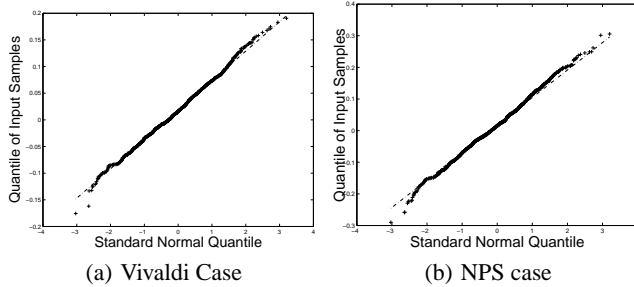 0.2
0.15
0.1
0.05
0
−0.05
−0.1
−0.15
−0.2
−4 −3 −2 −1 0 1 2 3 4
Quantile of Input Samples
Standard Normal Quantile
(a) Vivaldi Case
0.4
0.3
0.2
0.1
0
−0.1
−0.2
−0.3
−4 −3 −2 −1 0 1 2 3 4
Quantile of Input Samples
Standard Normal Quantile
(b) NPS case